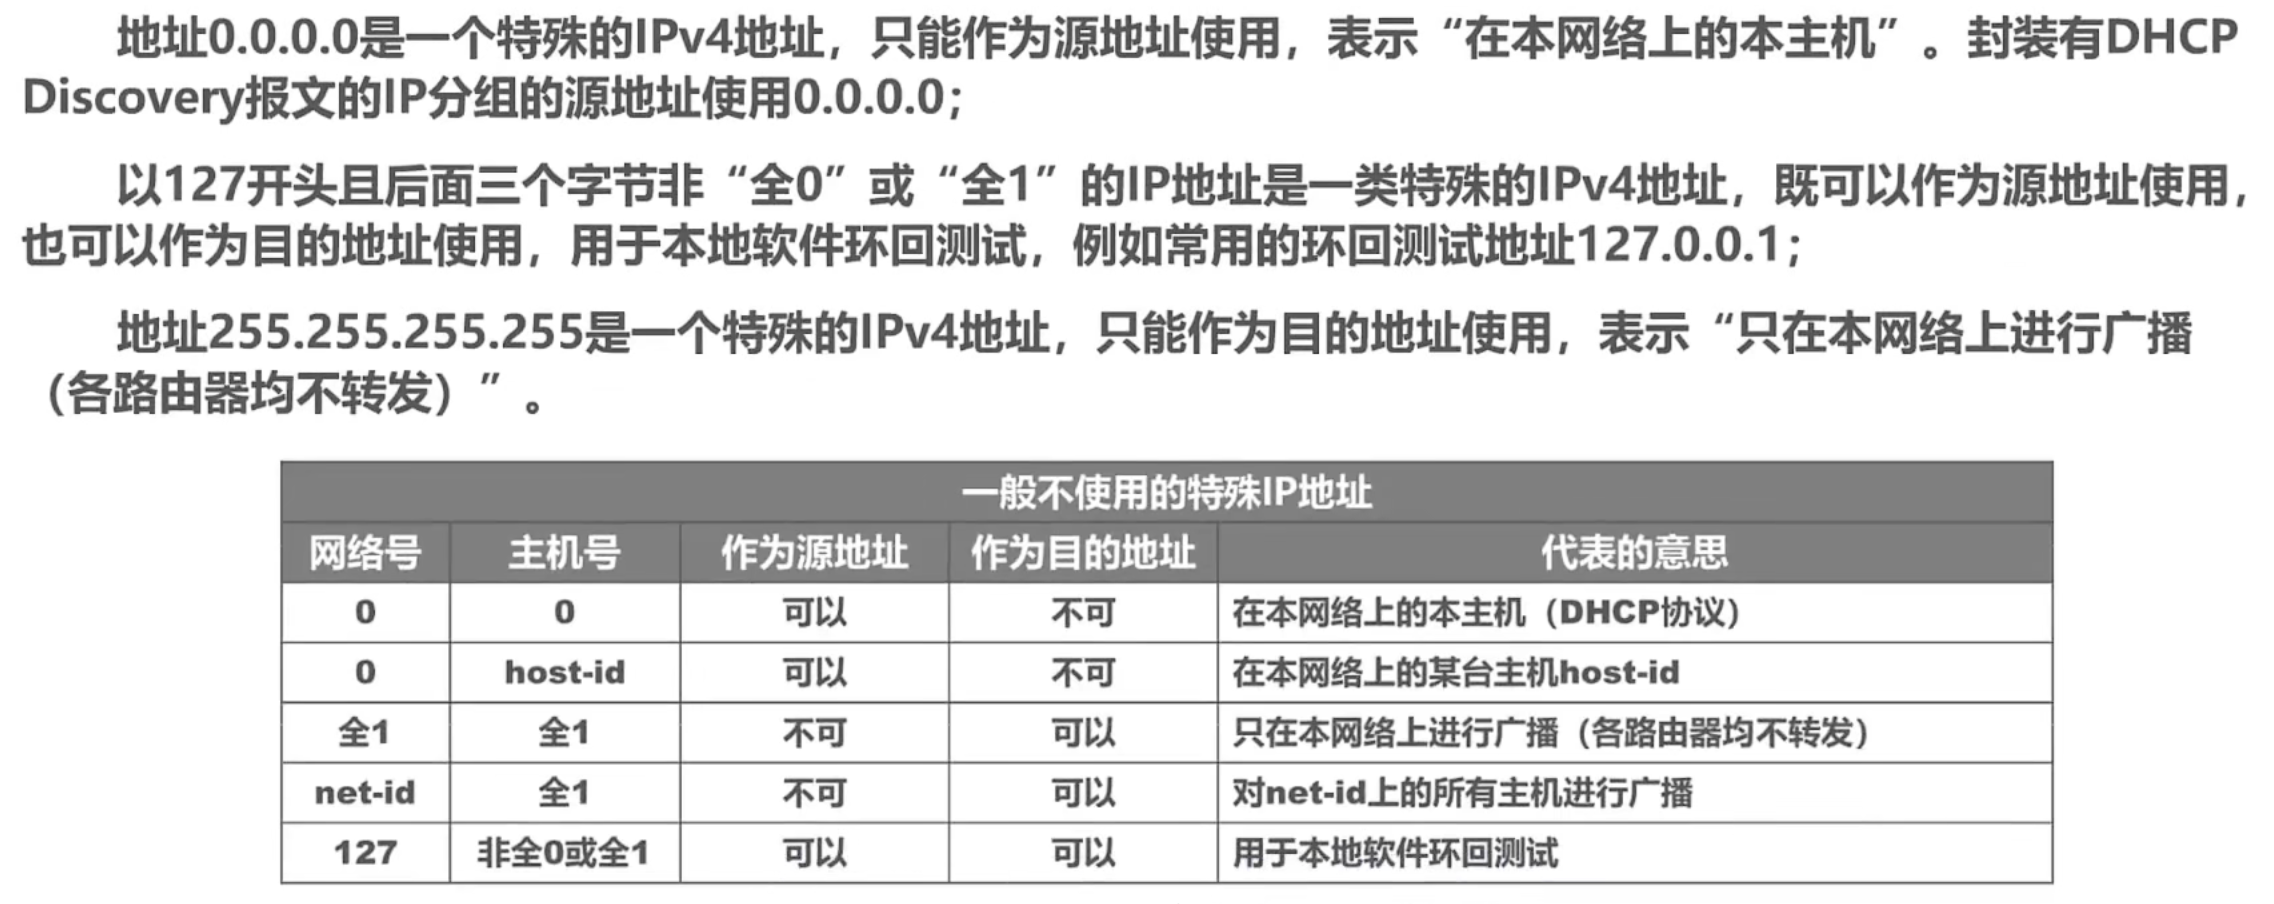 地址0.0.0.0是一个特殊的IPv4地址，只能作为源地址使用，表示“在本网络上的本主机”。封装有DHCP
Discovery报文的IP分组的源地址使用0.0.0.0；
以127开头且后面三个字节非“全0”或“全1”的IP地址是一类特殊的IPv4地址，既可以作为源地址使用，
也可以作为目的地址使用，用于本地软件环回测试，例如常用的环回测试地址127.0.0.1；
地址255.255.255.255是一个特殊的IPv4地址，只能作为目的地址使用，表示“只在本网络上进行广播
（各路由器均不转发）”。
一般不使用的特殊IP地址
网络号 主机号 作为源地址 作为目的地址 代表的意思
0 0 可以 不可 在本网络上的本主机（DHCP协议）
0 host-id 可以 不可 在本网络上的某台主机host-id
全1 全1 不可 可以 只在本网络上进行广播（各路由器均不转发）
net-id 全1 不可 可以 对net-id上的所有主机进行广播
127 非全0或全1 可以 可以 用于本地软件环回测试